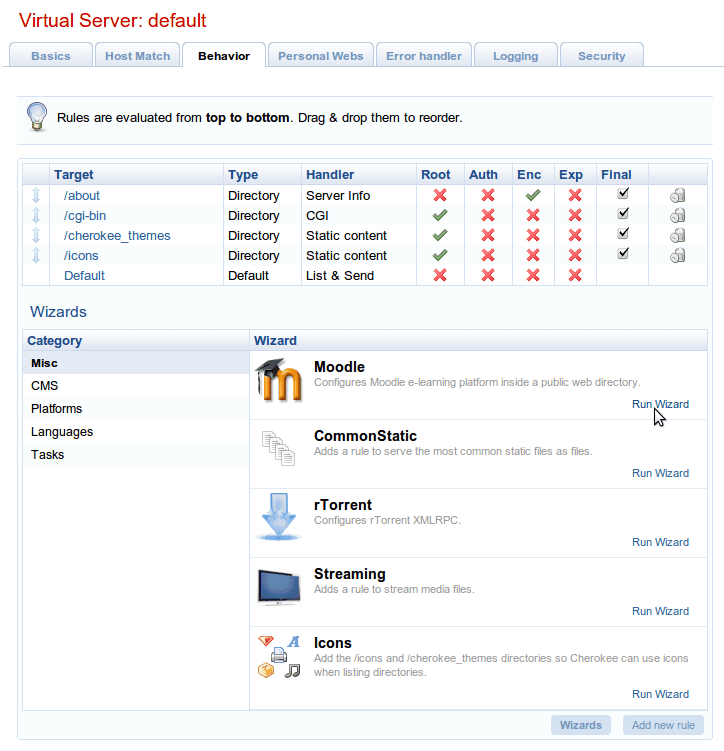 Virtual Server: default
Basics Host Match Behavior Personal Webs Error handler Logging Security
Rules are evaluated from top to bottom. Drag & drop them to reorder.
Target Type Handler Root Auth Enc Exp Final
/about Directory Server Info
/cgi-bin Directory CGI
/cherokee_themes Directory Static content
/icons Directory Static content
Default Default List & Send
Wizards
Category Wizard
Misc
CMS
Platforms
Languages
Tasks
Moodle
Configures Moodle e-learning platform inside a public web directory.
Run Wizard
CommonStatic
Adds a rule to serve the most common static files as files.
Run Wizard
rTorrent
Configures rTorrent XMLRPC.
Run Wizard
Streaming
Adds a rule to stream media files.
Run Wizard
Icons
Add the /icons and /cherokee_themes directories so Cherokee can use icons
when listing directories.
Run Wizard
Wizards Add new rule